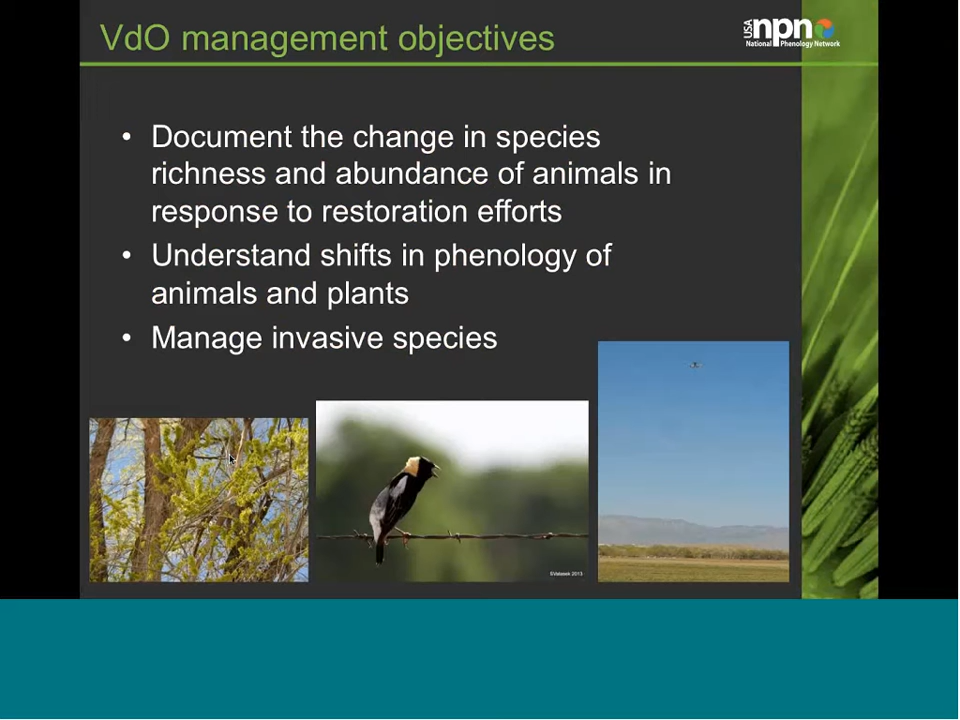 VdO management objectives
USA
npn
National Phenology Network
• Document the change in species
richness and abundance of animals in
response to restoration efforts
• Understand shifts in phenology of
animals and plants
• Manage invasive species
2013